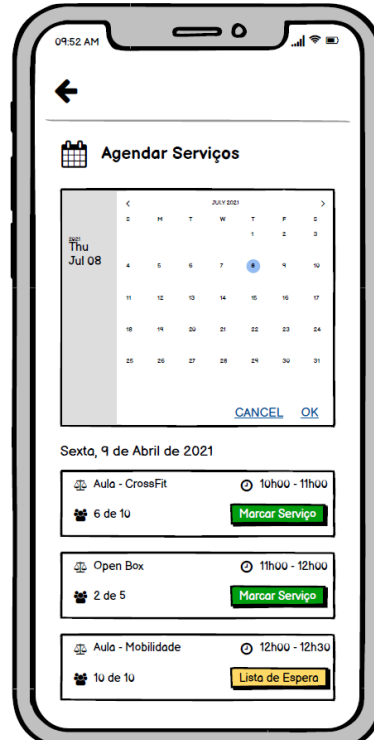 09:52 AM
Agendar Serviços
JULY 2021
S M T W T F S
2021
Thu
Jul 08
1 2 3
4 5 6 7 8 9 10
11 12 13 14 15 16 17
18 19 20 21 22 23 24
25 26 27 28 29 30 31
CANCEL OK
Sexta, 9 de Abril de 2021
Aula - CrossFit 10h00 - 11h00
6 de 10 Marcar Serviço
Open Box 11h00 - 12h00
2 de 5 Marcar Serviço
Aula - Mobilidade 12h00 - 12h30
10 de 10 Lista de Espera